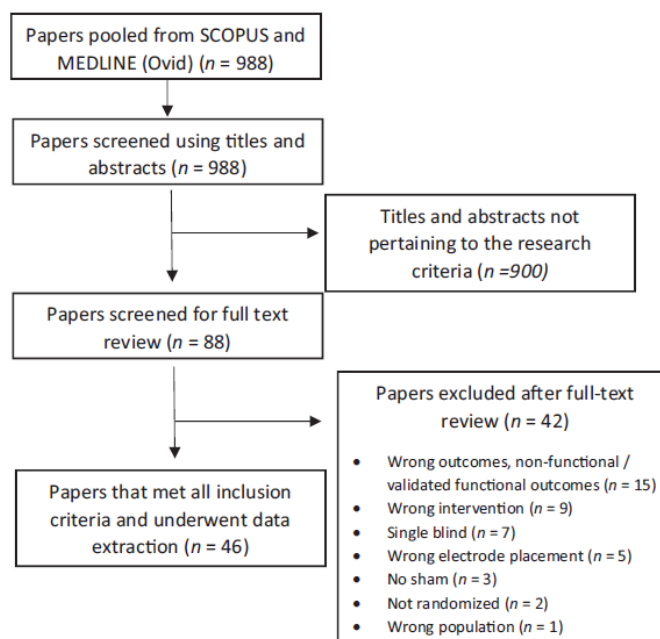 Papers pooled from SCOPUS and
MEDLINE (Ovid) (n = 988)
Papers screened using titles and
abstracts (n = 988)
Titles and abstracts not
pertaining to the research
criteria (n =900)
Papers screened for full text
review (n = 88)
Papers excluded after full-text
review (n = 42)
• Wrong outcomes, non-functional /
validated functional outcomes (n = 15)
• Wrong intervention (n = 9)
• Single blind (n = 7)
• Wrong electrode placement (n = 5)
• No sham (n = 3)
• Not randomized (n = 2)
• Wrong population (n = 1)
Papers that met all inclusion
criteria and underwent data
extraction (n = 46)